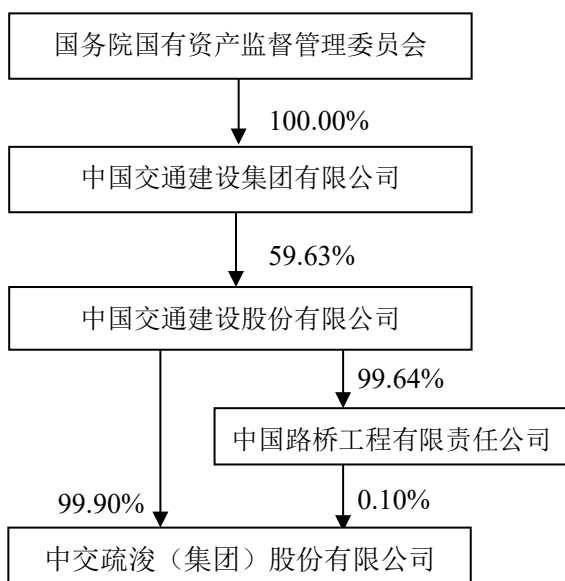 国务院国有资产监督管理委员会
100.00%
中国交通建设集团有限公司
59.63%
中国交通建设股份有限公司
99.64%
中国路桥工程有限责任公司
99.90%
0.10%
中交疏浚（集团）股份有限公司